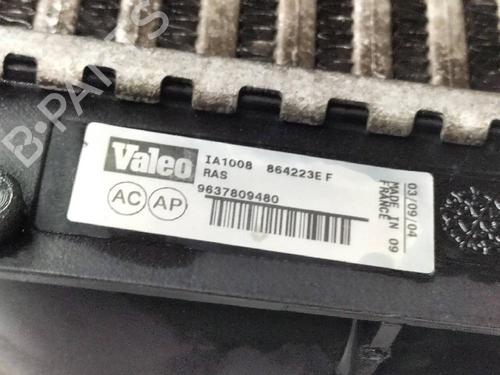 Valeo
IA1008 864223E F
RAS
9637809480
AC AP
03/09/04
MADE IN 09
FRANCE
B-PARTS